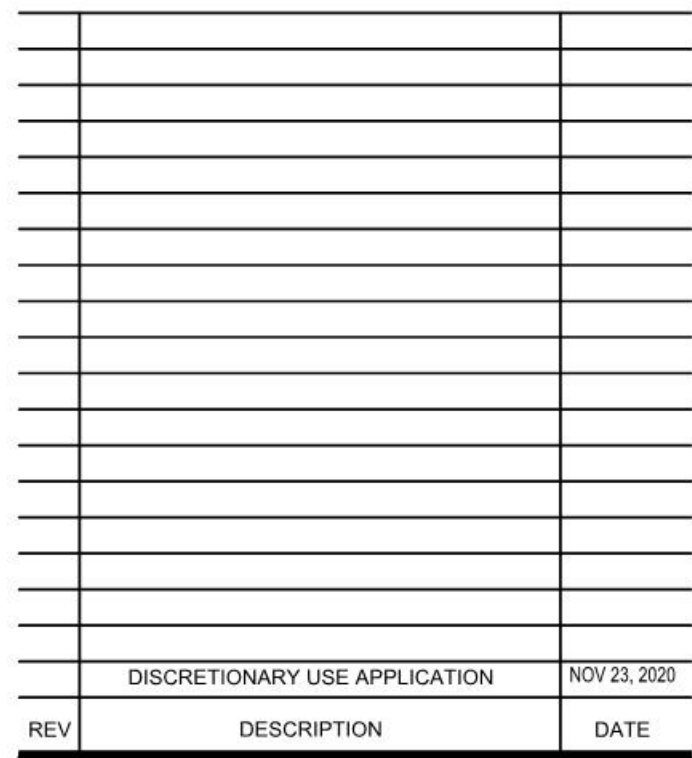 DISCRETIONARY USE APPLICATION NOV 23, 2020
REV DESCRIPTION DATE